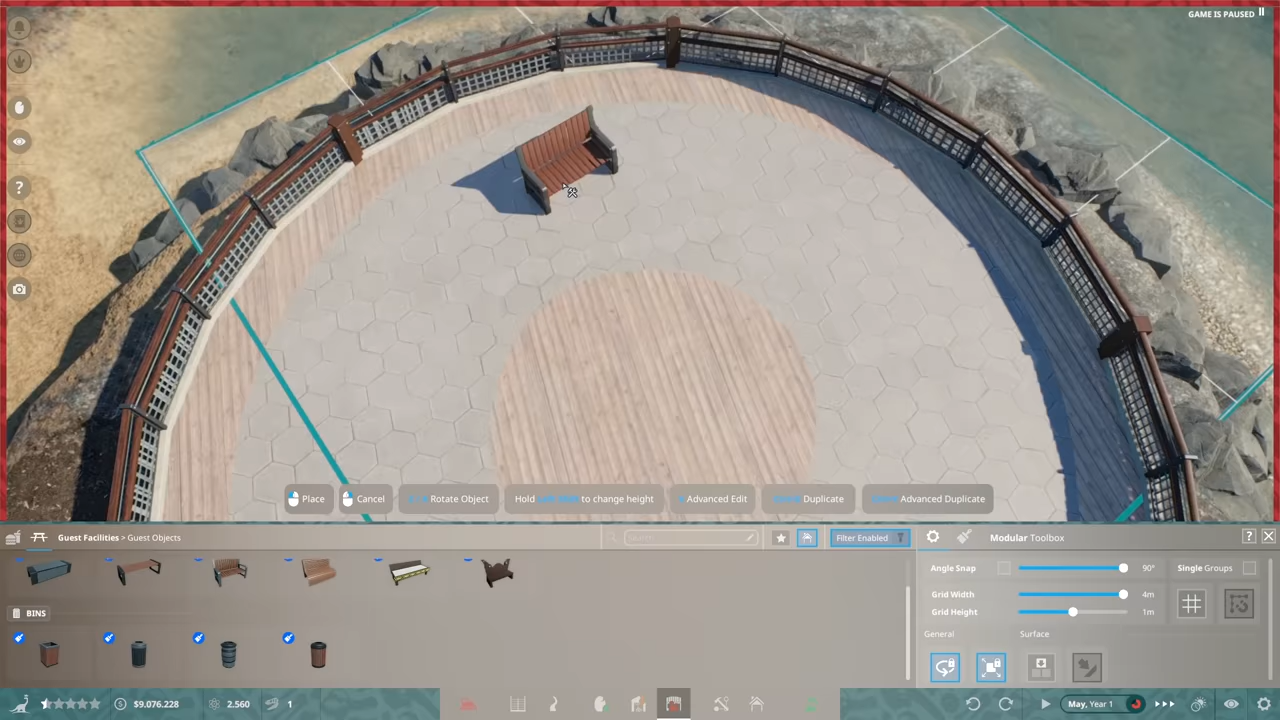 GAME IS PAUSED
Place
Cancel
Rotate Object
Hold to change height
Advanced Edit
Duplicate
Advanced Duplicate
Guest Facilities > Guest Objects
Search
Filter Enabled
Modular Toolbox
?
Angle Snap
90°
Single Groups
Grid Width
4m
Grid Height
1m
General
Surface
BINS
$9.076.228
2.560
1
May, Year 1